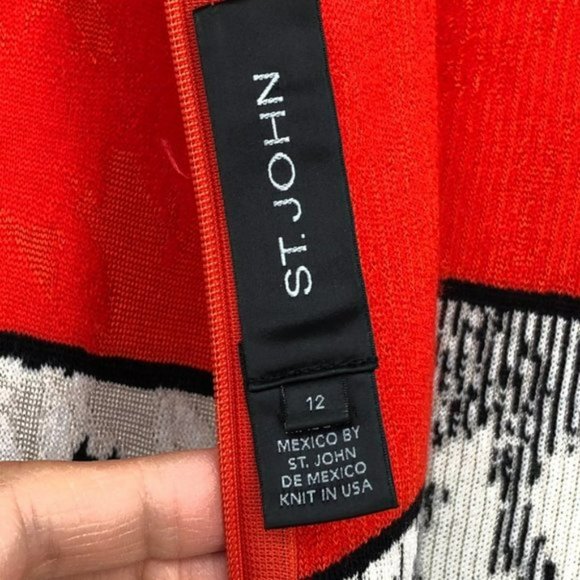 ST. JOHN
12
MEXICO BY
ST. JOHN
DE MEXICO
KNIT IN USA